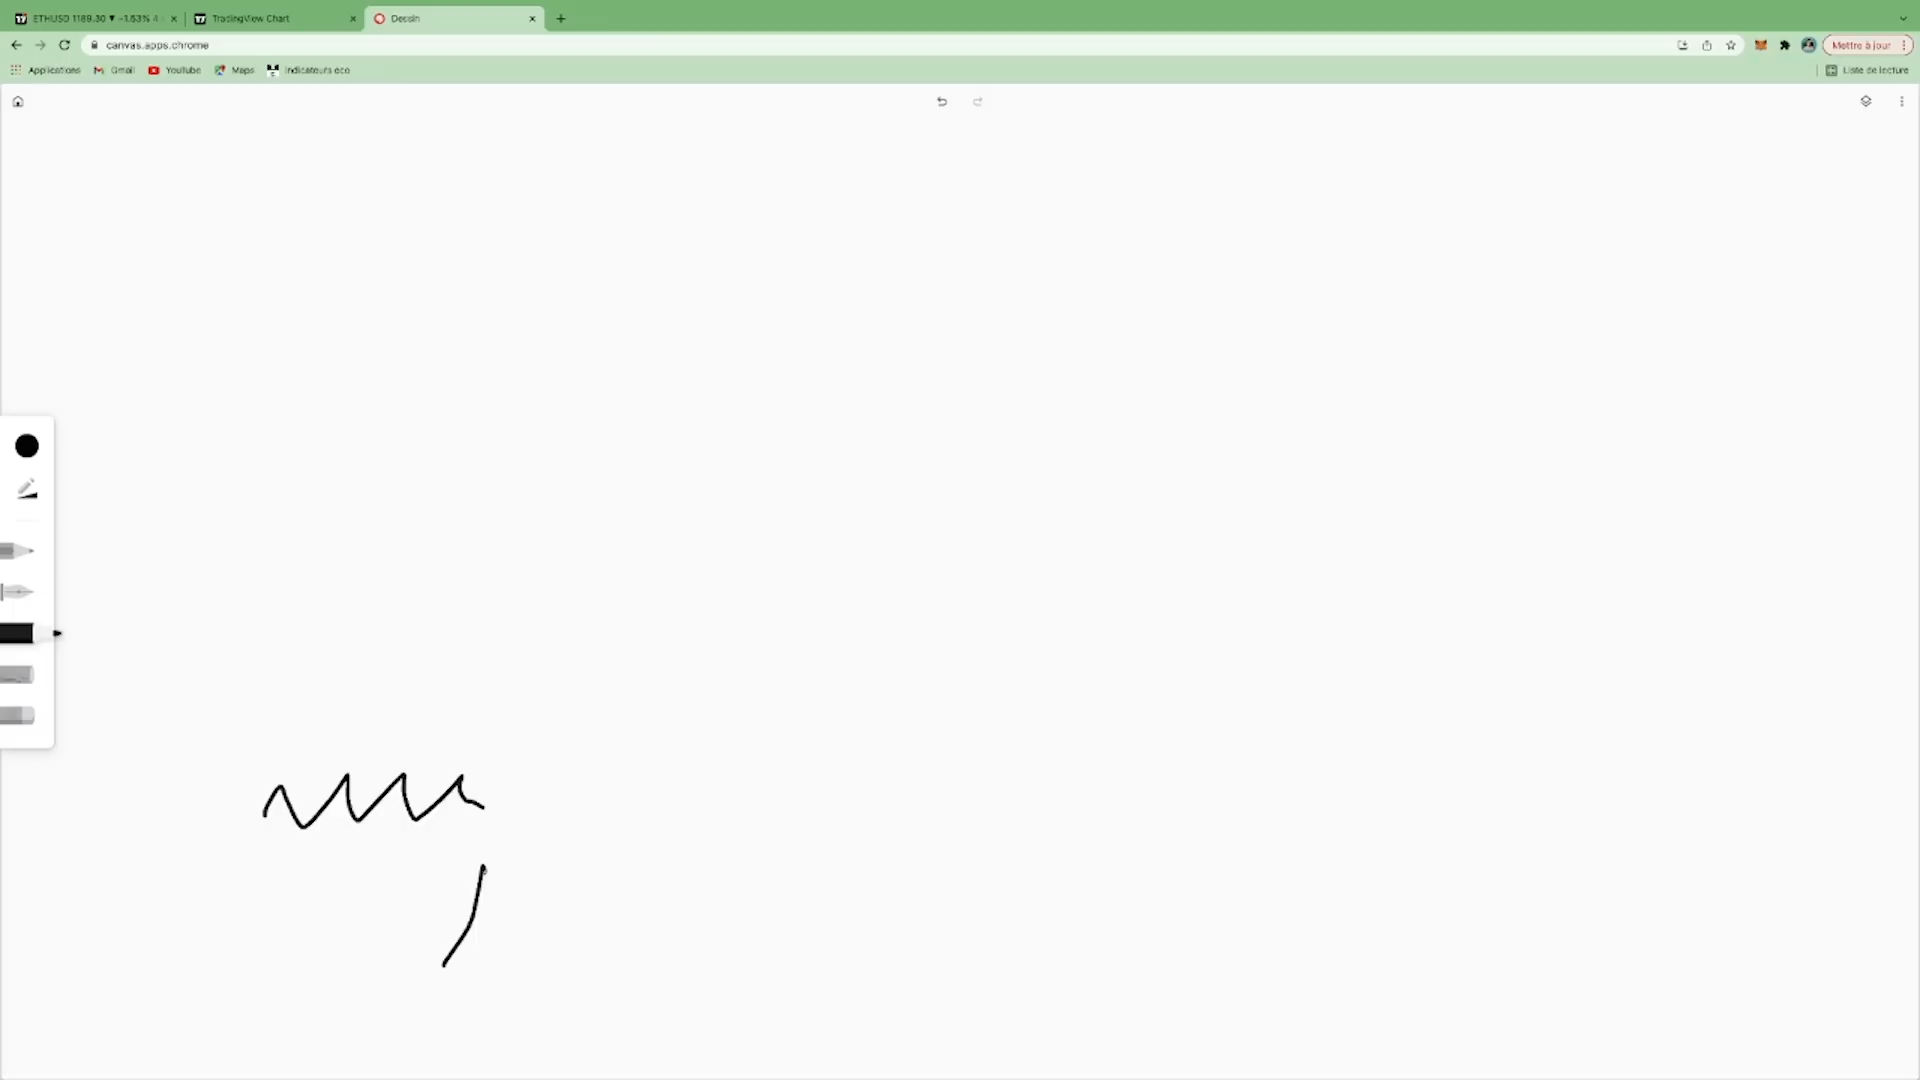 ETHUSD 1189.30 ▼ −1.53% 4
TradingView Chart
Dessin
canvas.apps.chrome
Mettre à jour
Applications
Gmail
YouTube
Maps
Indicateurs eco
Liste de lecture